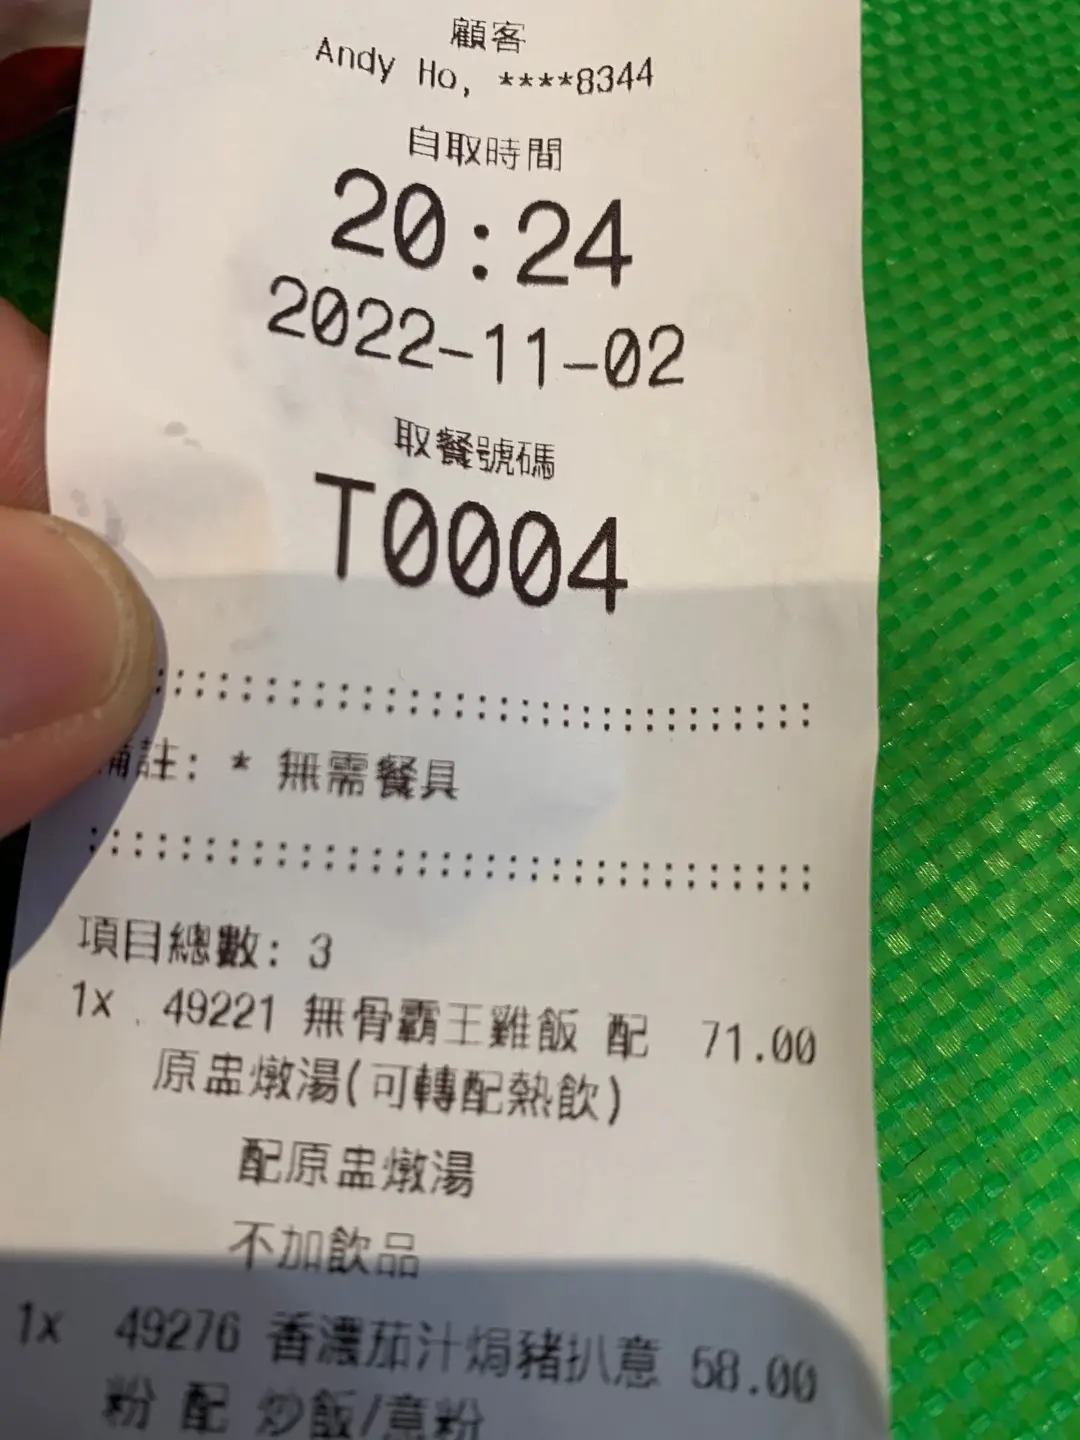 顧客
Andy Ho, ****8344
自取時間
20:24
2022-11-02
取餐號碼
T0004
備註: * 無需餐具
項目總數: 3
1x 49221 無骨霸王雞飯 配 71.00
原盅燉湯(可轉配熱飲)
配原盅燉湯
不加飲品
1x 49276 香濃茄汁焗豬扒意 58.00
粉 配 炒飯/意粉